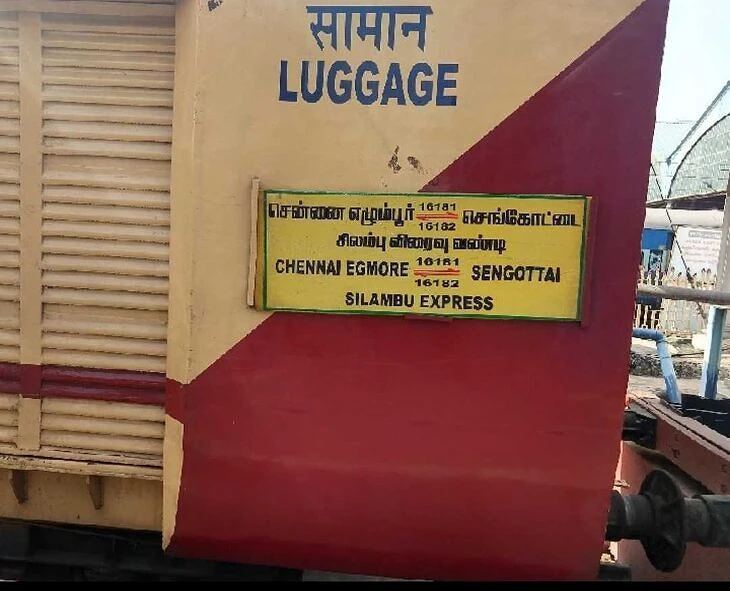 सामान
LUGGAGE
சென்னை எழும்பூர் 16181 செங்கோட்டை
16182
சிலம்பு விரைவு வண்டி
CHENNAI EGMORE 16181 SENGOTTAI
16182
SILAMBU EXPRESS